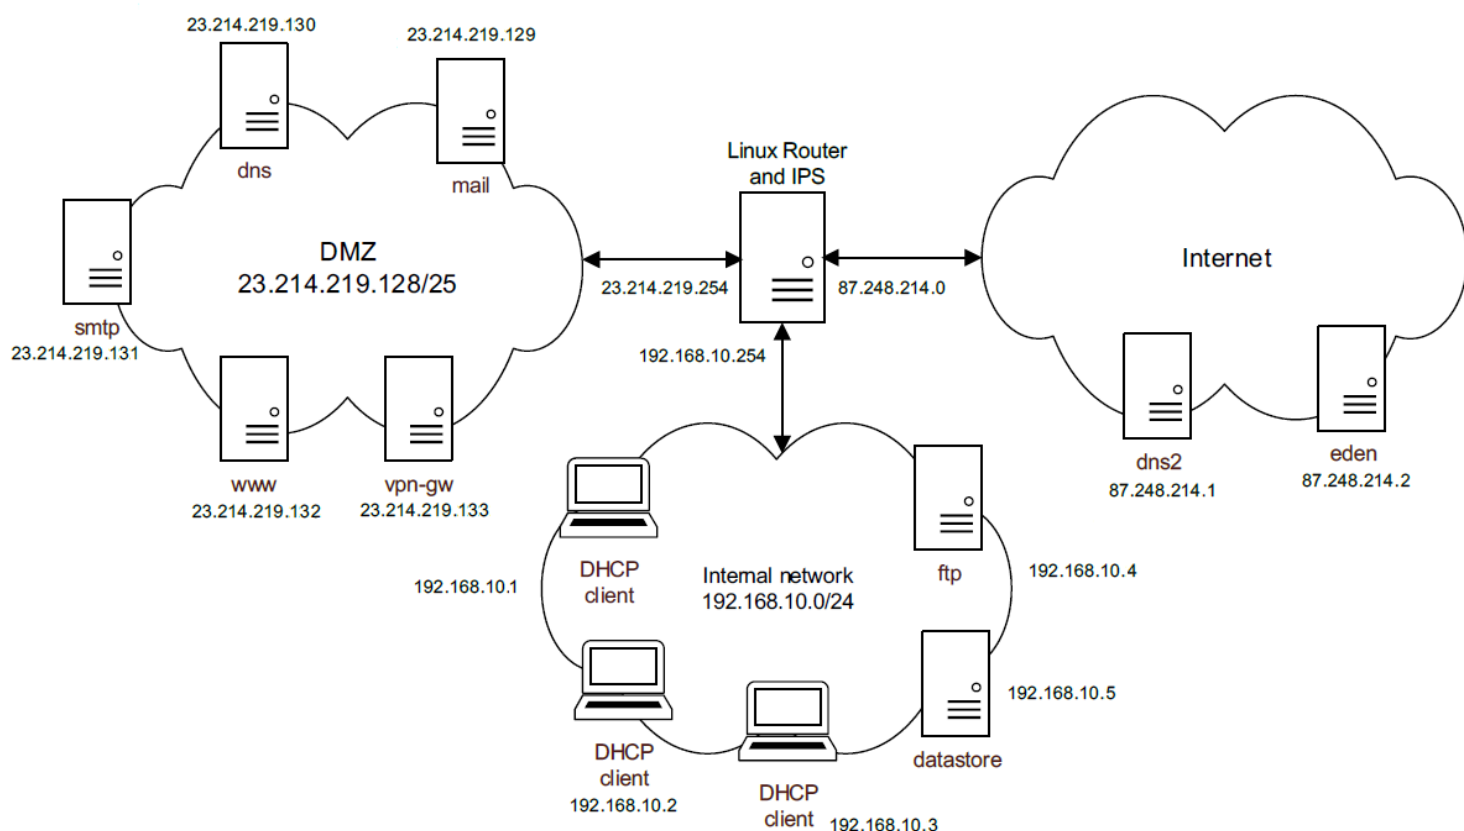 23.214.219.130
23.214.219.129
dns
mail
Linux Router
and IPS
DMZ
23.214.219.128/25
smtp
23.214.219.131
www
23.214.219.132
vpn-gw
23.214.219.133
23.214.219.254
87.248.214.0
192.168.10.254
Internet
dns2
87.248.214.1
eden
87.248.214.2
DHCP
client
192.168.10.1
Internal network
192.168.10.0/24
ftp
192.168.10.4
DHCP
client
192.168.10.2
DHCP
client
192.168.10.3
192.168.10.5
datastore